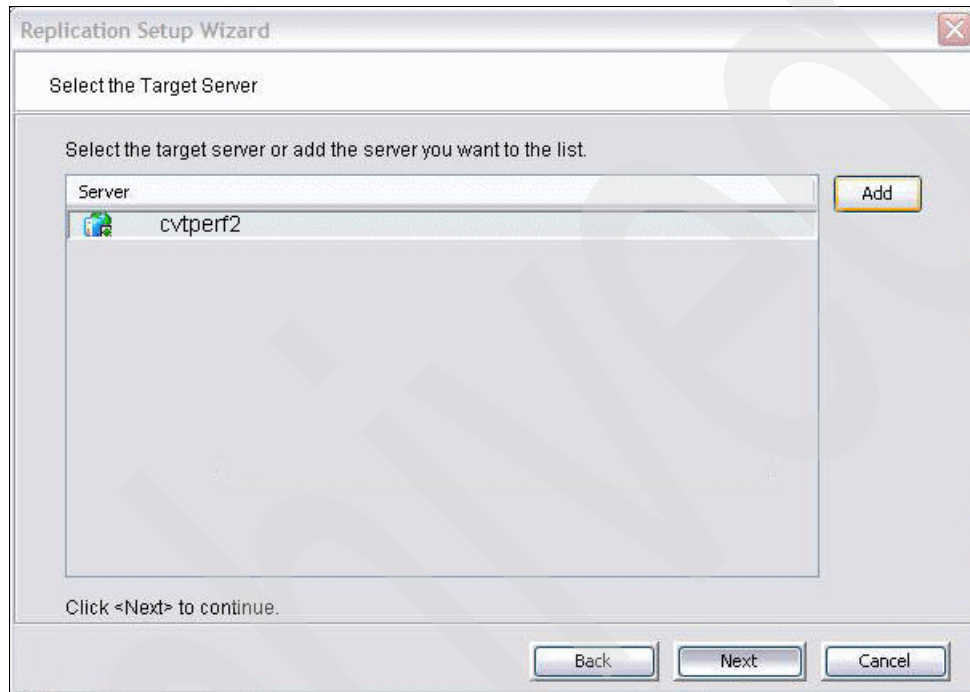 Replication Setup Wizard
Select the Target Server
Select the target server or add the server you want to the list.
Server
Add
cvtperf2
Click <Next> to continue.
Back
Next
Cancel